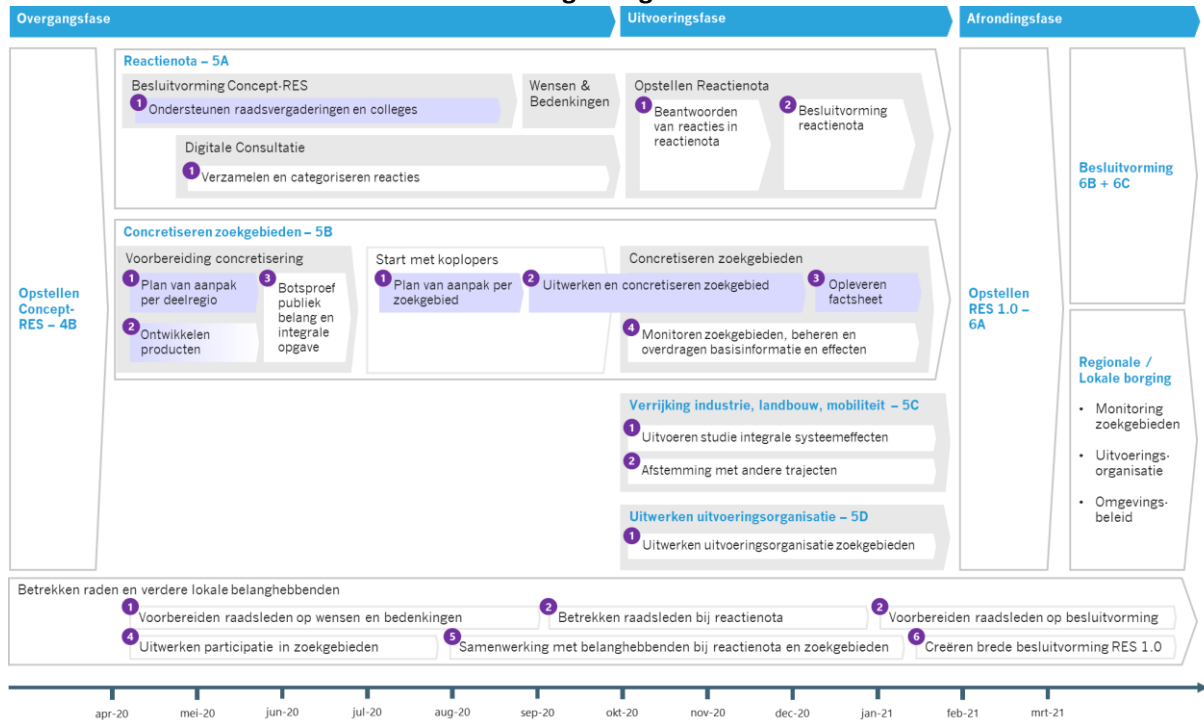 Overgangsfase
Uitvoeringsfase
Afrondingsfase
Opstellen
Concept-
RES – 4B
Reactienota – 5A
Besluitvorming Concept-RES
1 Ondersteunen raadsvergaderingen en colleges
Wensen &
Bedenkingen
Digitale Consultatie
1 Verzamelen en categoriseren reacties
Opstellen Reactienota
1 Beantwoorden
van reacties in
reactienota
2 Besluitvorming
reactienota
Concretiseren zoekgebieden – 5B
Voorbereiding concretisering
1 Plan van aanpak
per deelregio
2 Ontwikkelen
producten
3 Botsproef
publiek
belang en
integrale
opgave
Start met koplopers
1 Plan van aanpak per
zoekgebied
Concretiseren zoekgebieden
2 Uitwerken en concretiseren zoekgebied
3 Opleveren
factsheet
4 Monitoren zoekgebieden, beheren en
overdragen basisinformatie en effecten
Verrijking industrie, landbouw, mobiliteit – 5C
1 Uitvoeren studie integrale systeemeffecten
2 Afstemming met andere trajecten
Uitwerken uitvoeringsorganisatie – 5D
1 Uitwerken uitvoeringsorganisatie zoekgebieden
Opstellen
RES 1.0 –
6A
Besluitvorming
6B + 6C
Regionale /
Lokale borging
• Monitoring
zoekgebieden
• Uitvoerings-
organisatie
• Omgevings-
beleid
Betrekken raden en verdere lokale belanghebbenden
1 Voorbereiden raadsleden op wensen en bedenkingen
2 Betrekken raadsleden bij reactienota
2 Voorbereiden raadsleden op besluitvorming
4 Uitwerken participatie in zoekgebieden
5 Samenwerking met belanghebbenden bij reactienota en zoekgebieden
6 Creëren brede besluitvorming RES 1.0
apr-20 mei-20 jun-20 jul-20 aug-20 sep-20 okt-20 nov-20 dec-20 jan-21 feb-21 mrt-21